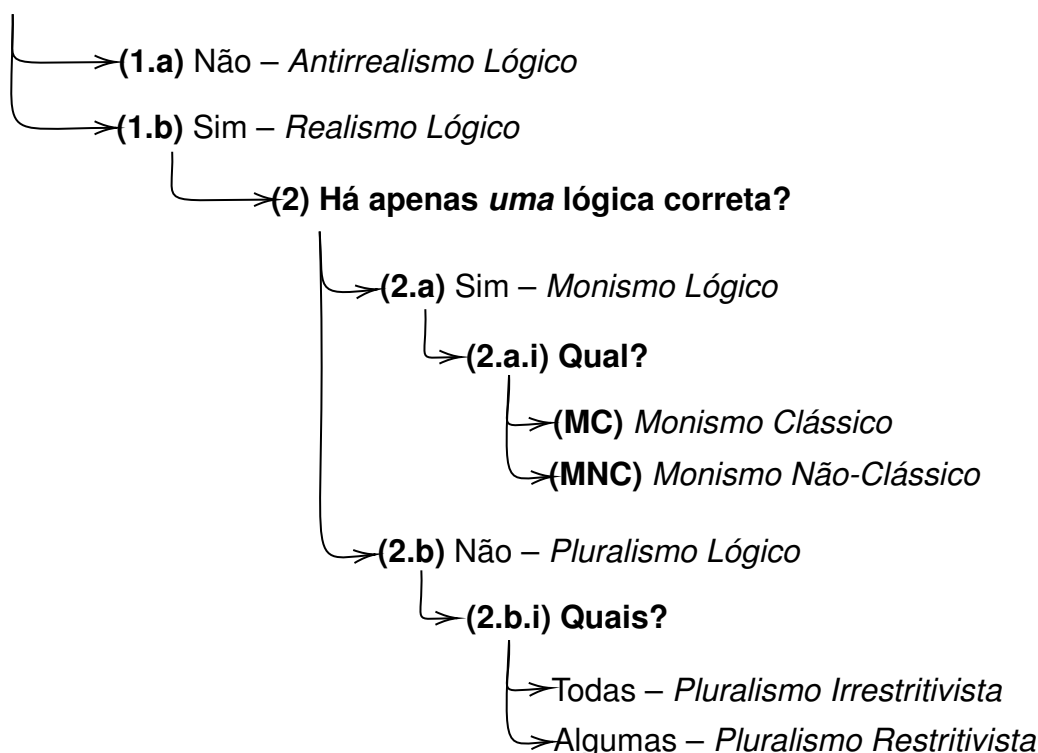 (1.a) Não – Antirrealismo Lógico
(1.b) Sim – Realismo Lógico
(2) Há apenas uma lógica correta?
(2.a) Sim – Monismo Lógico
(2.a.i) Qual?
(MC) Monismo Clássico
(MNC) Monismo Não-Clássico
(2.b) Não – Pluralismo Lógico
(2.b.i) Quais?
Todas – Pluralismo Irrestritivista
Algumas – Pluralismo Restritivista